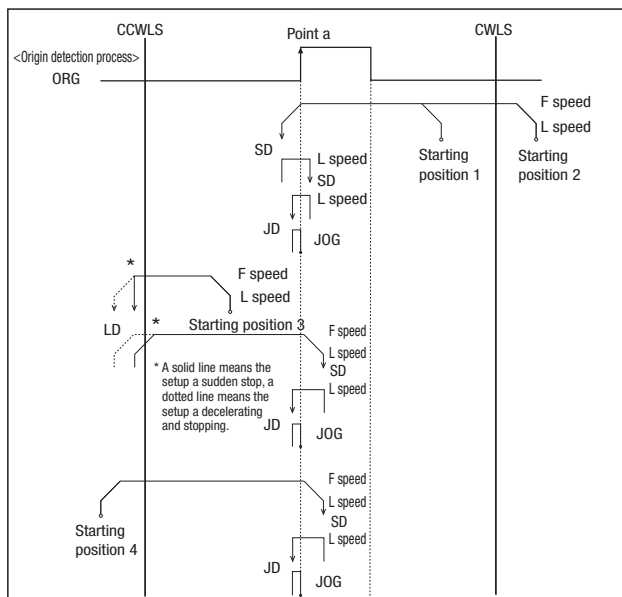 CCWLS
Point a
CWLS
<Origin detection process>
ORG
F speed
L speed
SD
Starting
position 1
Starting
position 2
L speed
SD
L speed
JD
JOG
*
F speed
L speed
LD
*
Starting position 3
F speed
L speed
SD
* A solid line means the
setup a sudden stop, a
dotted line means the
setup a decelerating
and stopping.
L speed
JD
JOG
F speed
L speed
SD
Starting
position 4
L speed
JD
JOG